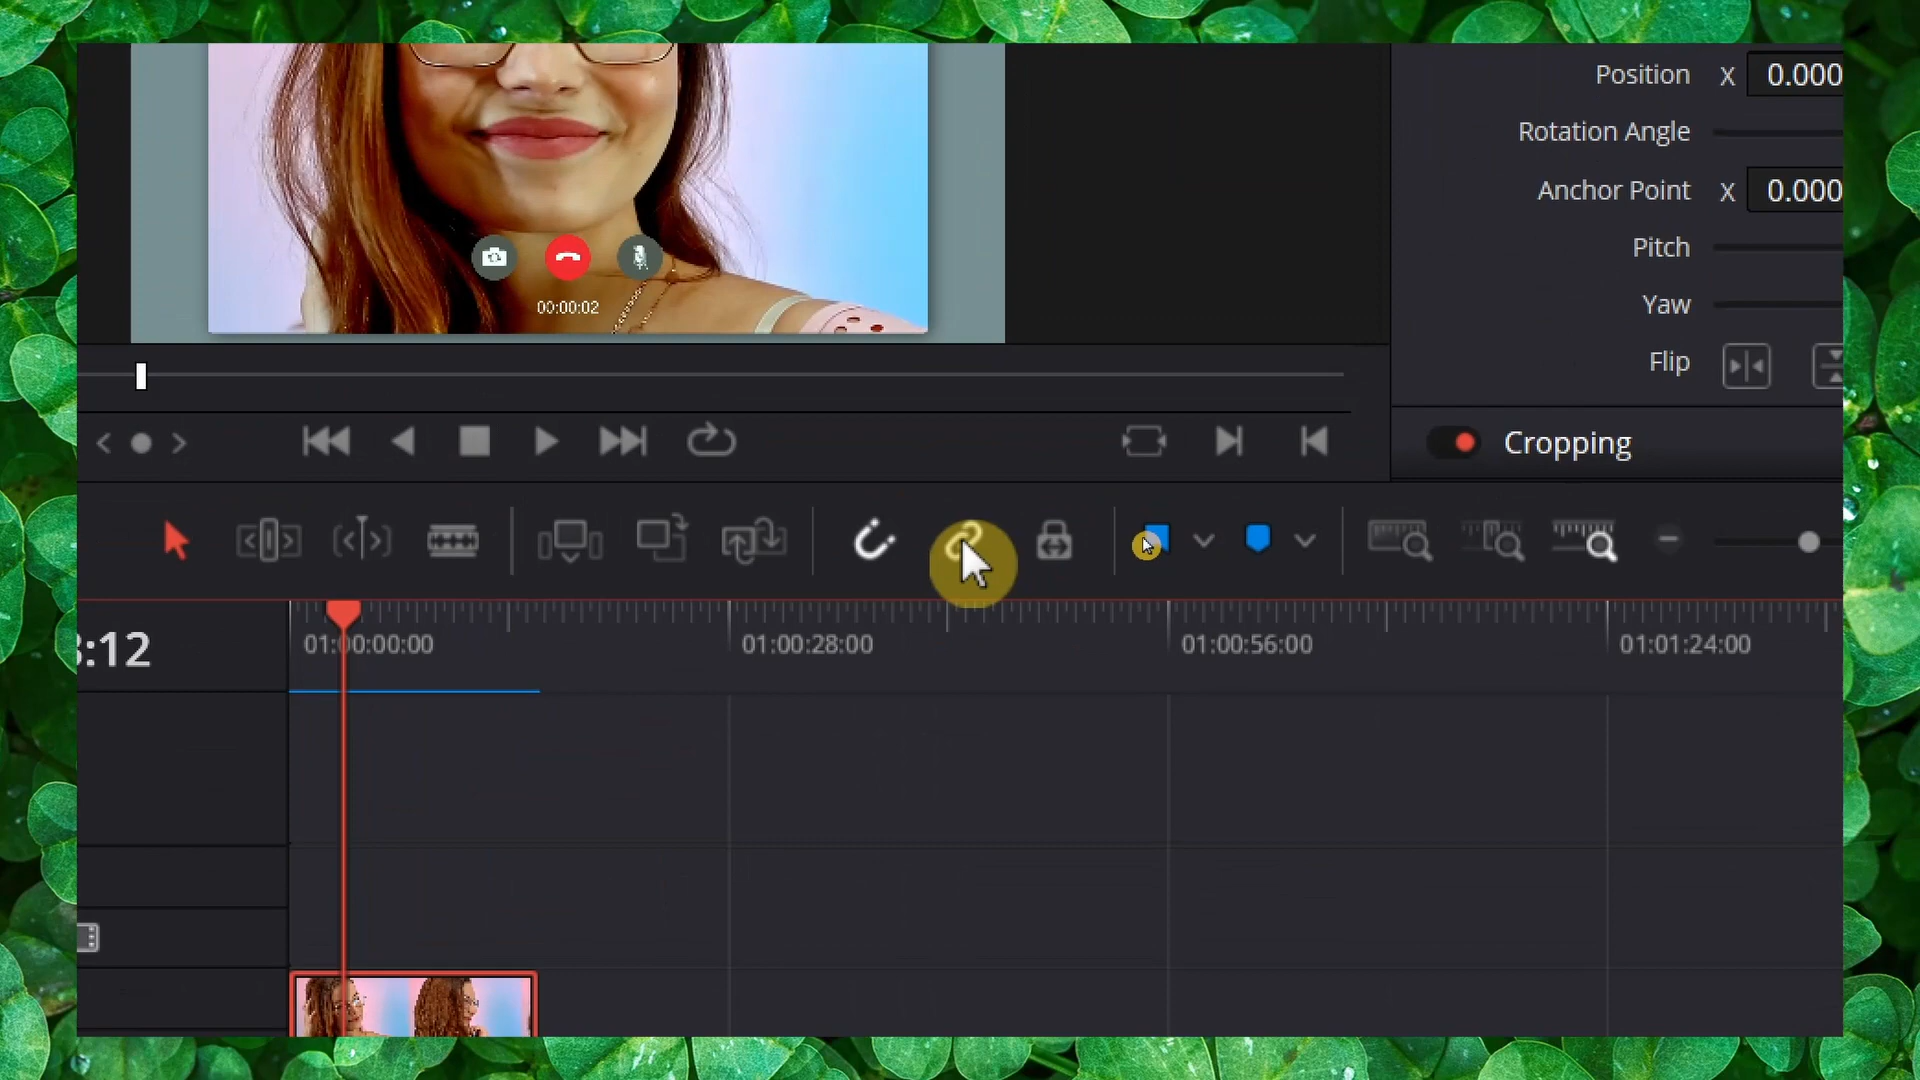 Position X 0.000
Rotation Angle
Anchor Point X 0.000
Pitch
Yaw
Flip
00:00:02
Cropping
:12
01:00:00:00 01:00:28:00 01:00:56:00 01:01:24:00